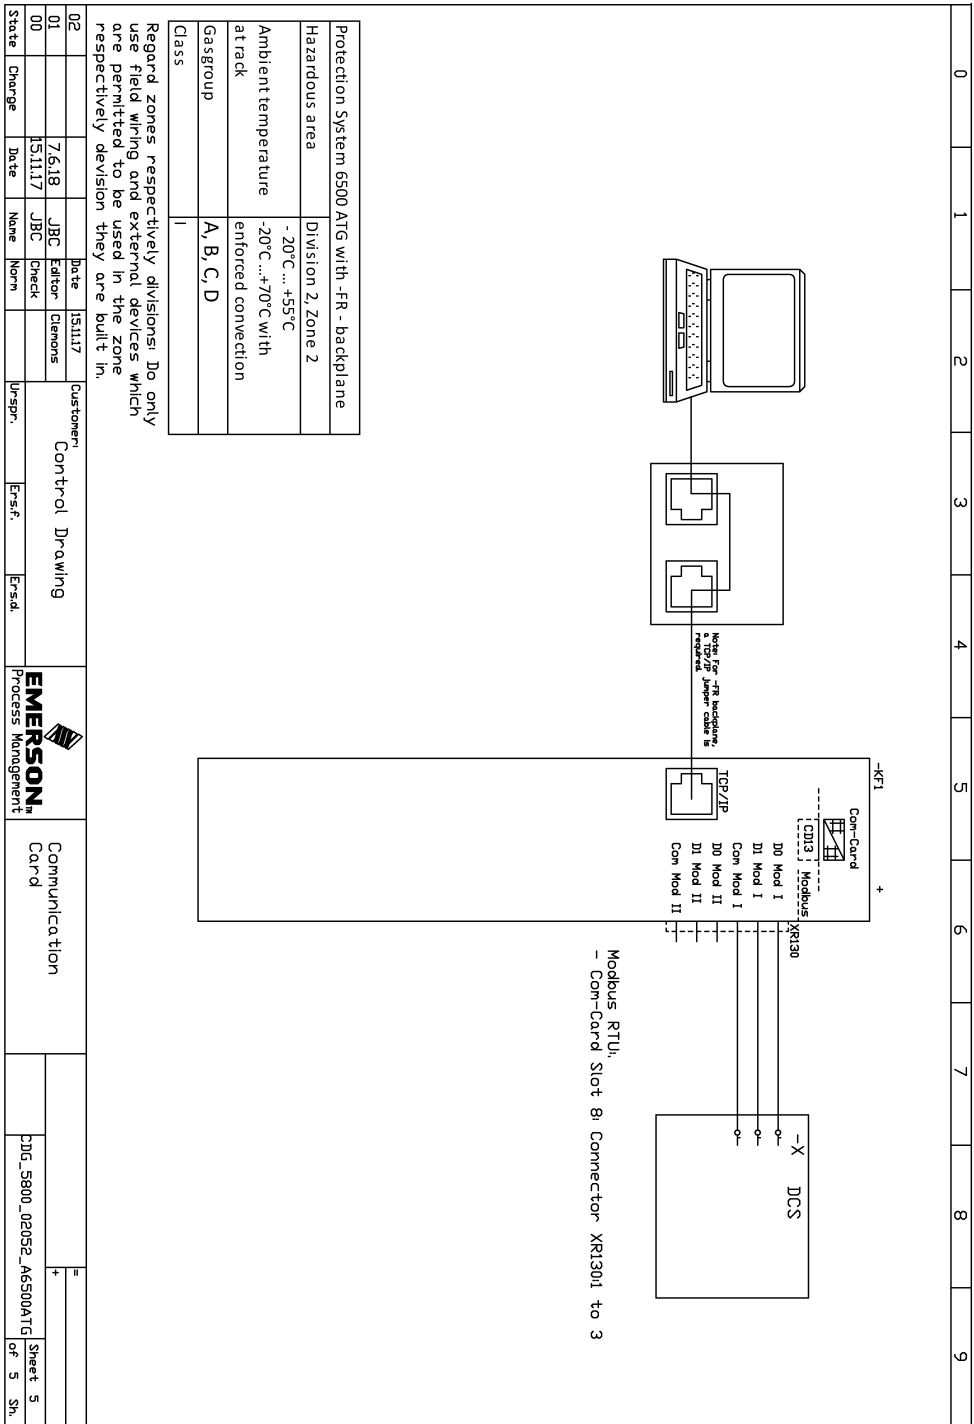 0
1
2
3
4
5
6
7
8
9
-KF1
+
Com-Card
CD13
Modbus
XR130
D0 Mod I
D1 Mod I
Com Mod I
D0 Mod II
D1 Mod II
Com Mod II
TCP/IP
Note: For -FR backplane,
a TCP/IP jumper cable is
required.
-X
DCS
Modbus RTU:
- Com-Card Slot 8: Connector XR130:1 to 3
Protection System 6500 ATG with -FR - backplane
Hazardous area
Division 2, Zone 2
Ambient temperature
at rack
- 20°C ... +55°C
-20°C ...+70°C with
enforced convection
Gasgroup
A, B, C, D
Class
I
Regard zones respectively divisions: Do only
use field wiring and external devices which
are permitted to be used in the zone
respectively devision they are built in.
02
01
7.6.18
JBC
00
15.11.17
JBC
State
Charge
Date
Name
Norm
Date
15.11.17
Editor
Clemons
Check
Customer:
Control Drawing
Urspr.
Ers.f.
Ers.d.
EMERSON™
Process Management
Communication
Card
=
+
CDG_5800_02052_A6500ATG
Sheet 5
of 5 Sh.